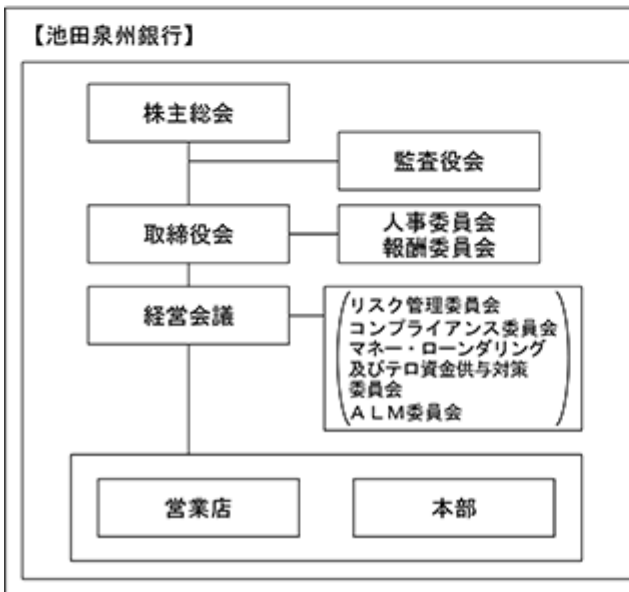 【池田泉州銀行】
株主総会
監査役会
取締役会
人事委員会
報酬委員会
経営会議
リスク管理委員会
コンプライアンス委員会
マネー・ローンダリング
及びテロ資金供与対策
委員会
ＡＬＭ委員会
営業店
本部